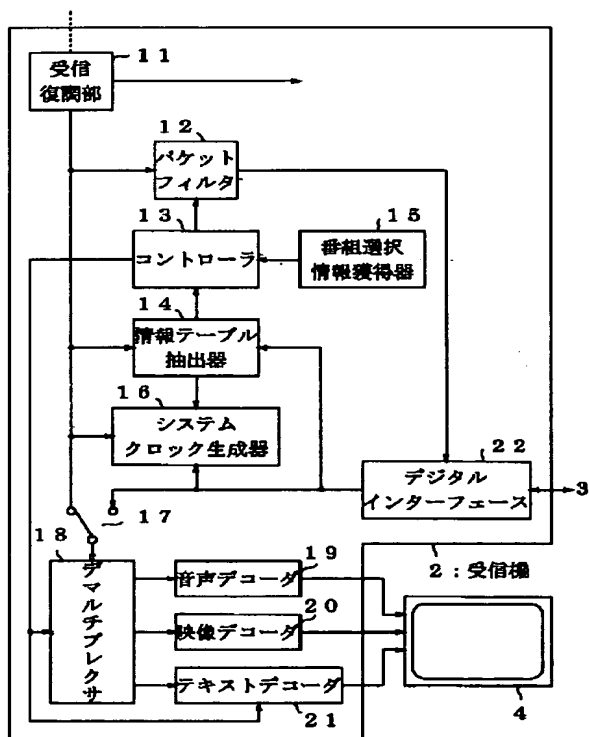 11
受信
復調部
12
パケット
フィルタ
13
コントローラ
15
番組選択
情報獲得器
14
情報テーブル
抽出器
16
システム
クロック生成器
22
デジタル
インターフェース
3
17
18
デマルチプレクサ
19
音声デコーダ
2：受信機
20
映像デコーダ
テキストデコーダ
21
4